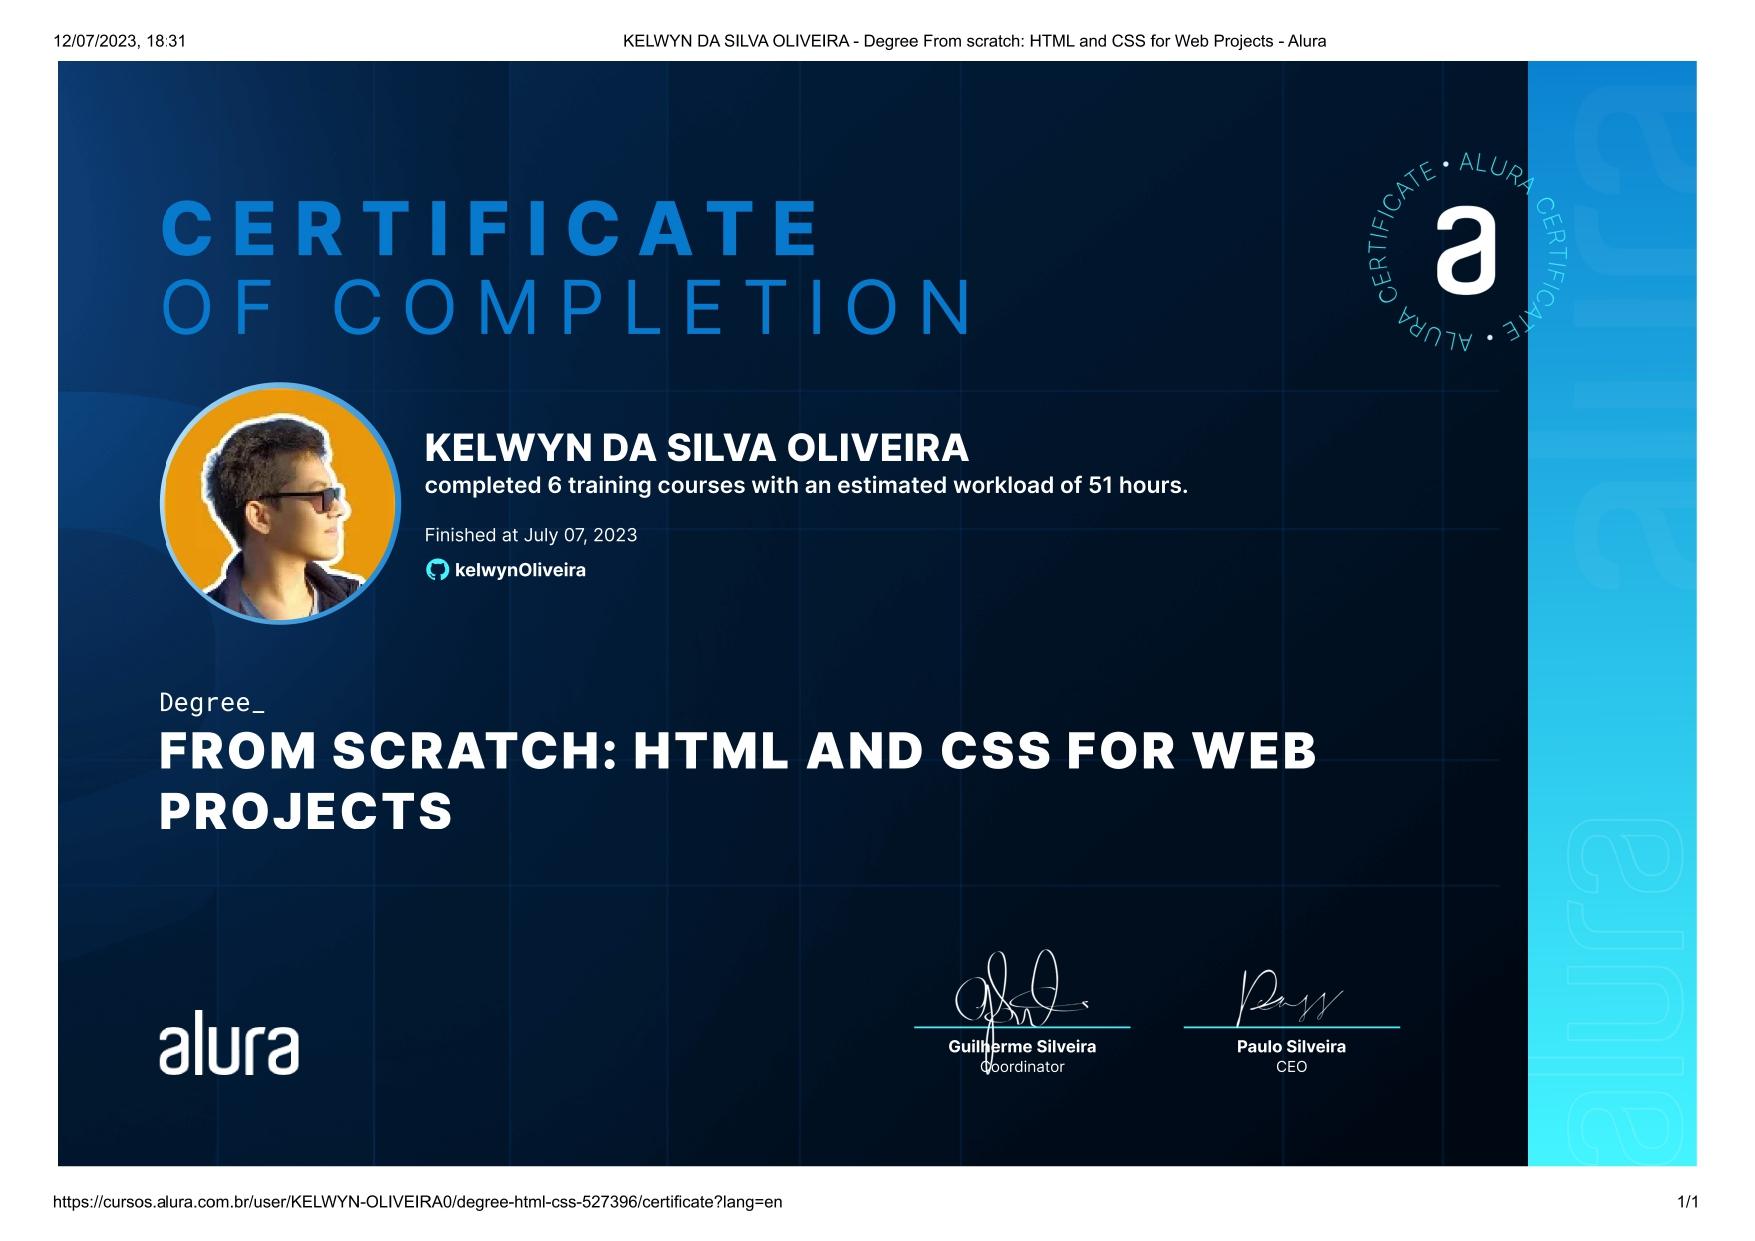 12/07/2023, 18:31
KELWYN DA SILVA OLIVEIRA - Degree From scratch: HTML and CSS for Web Projects - Alura
CERTIFICATE
OF COMPLETION
ALURA CERTIFICATE • ALURA CERTIFICATE •
a
KELWYN DA SILVA OLIVEIRA
completed 6 training courses with an estimated workload of 51 hours.
Finished at July 07, 2023
kelwynOliveira
Degree_
FROM SCRATCH: HTML AND CSS FOR WEB
PROJECTS
alura
Guilherme Silveira
Coordinator
Paulo Silveira
CEO
alura
alura
https://cursos.alura.com.br/user/KELWYN-OLIVEIRA0/degree-html-css-527396/certificate?lang=en
1/1